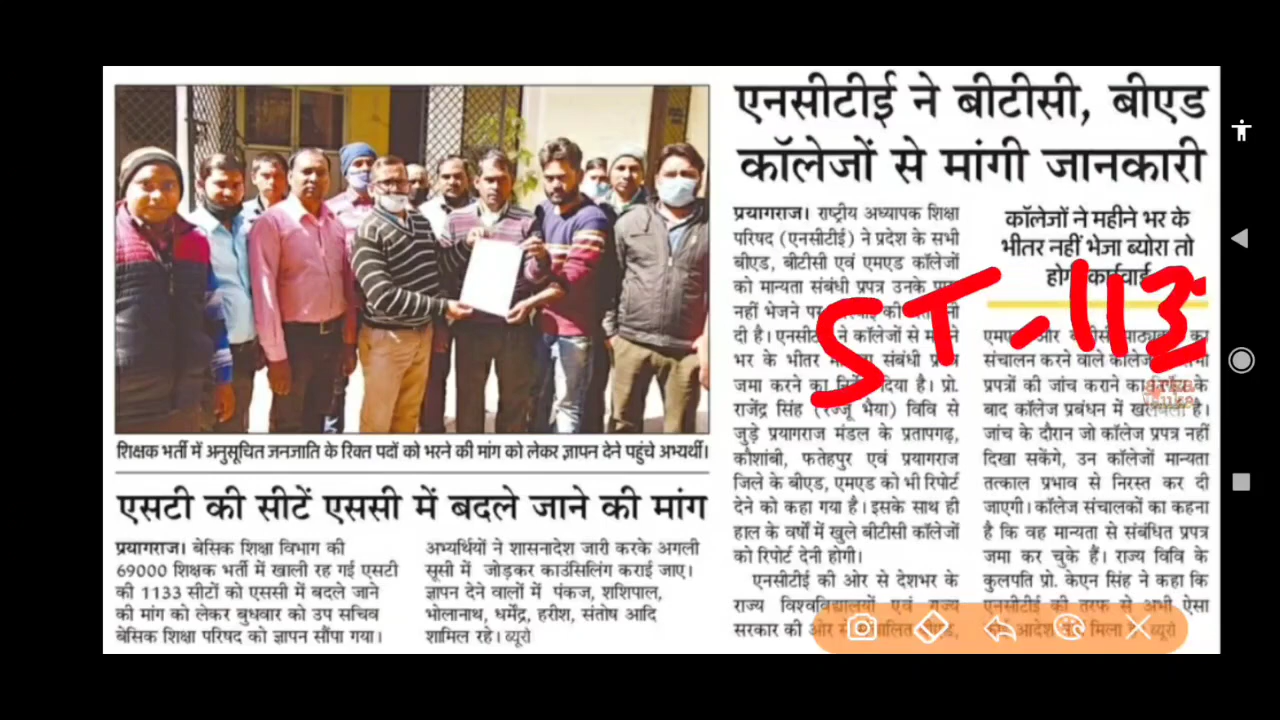 शिक्षक भर्ती में अनुसूचित जनजाति के रिक्त पदों को भरने की मांग को लेकर ज्ञापन देने पहुंचे अभ्यर्थी।
एसटी की सीटें एससी में बदले जाने की मांग
प्रयागराज। बेसिक शिक्षा विभाग की
69000 शिक्षक भर्ती में खाली रह गई एसटी
की 1133 सीटों को एससी में बदले जाने
की मांग को लेकर बुधवार को उप सचिव
बेसिक शिक्षा परिषद को ज्ञापन सौंपा गया।
अभ्यर्थियों ने शासनादेश जारी करके अगली
सूसी में जोड़कर काउंसिलिंग कराई जाए।
ज्ञापन देने वालों में पंकज, शशिपाल,
भोलानाथ, धर्मेंद्र, हरीश, संतोष आदि
शामिल रहे। ब्यूरो
एनसीटीई ने बीटीसी, बीएड
कॉलेजों से मांगी जानकारी
प्रयागराज। राष्ट्रीय अध्यापक शिक्षा
परिषद (एनसीटीई) ने प्रदेश के सभी
बीएड, बीटीसी एवं एमएड कॉलेजों
को मान्यता संबंधी प्रपत्र उनके
नहीं भेजने पर की
दी है। एनसीटीई ने कॉलेजों से
भर के भीतर संबंधी
जमा करने का दिया है। प्रो.
राजेंद्र सिंह (रज्जू भैया) विवि से
जुड़े प्रयागराज मंडल के प्रतापगढ़,
कौशांबी, फतेहपुर एवं प्रयागराज
जिले के बीएड, एमएड को भी रिपोर्ट
देने को कहा गया है। इसके साथ ही
हाल के वर्षों में खुले बीटीसी कॉलेजों
को रिपोर्ट देनी होगी।
एनसीटीई की ओर से देशभर के
राज्य विश्वविद्यालयों एवं राज्य
सरकार की ओर
कॉलेजों ने महीने भर के
भीतर नहीं भेजा ब्योरा तो
कार्रवाई
ST-113
और का
संचालन करने वाले कॉलेजों
प्रपत्रों की जांच कराने का के
बाद कॉलेज प्रबंधन में खलबली है।
जांच के दौरान जो कॉलेज प्रपत्र नहीं
दिखा सकेंगे, उन कॉलेजों मान्यता
तत्काल प्रभाव से निरस्त कर दी
जाएगी। कॉलेज संचालकों का कहना
है कि वह मान्यता से संबंधित प्रपत्र
जमा कर चुके हैं। राज्य विवि के
कुलपति प्रो. केएन सिंह ने कहा कि
एनसीटीई की तरफ से अभी ऐसा
आदेश मिला ब्यूरो